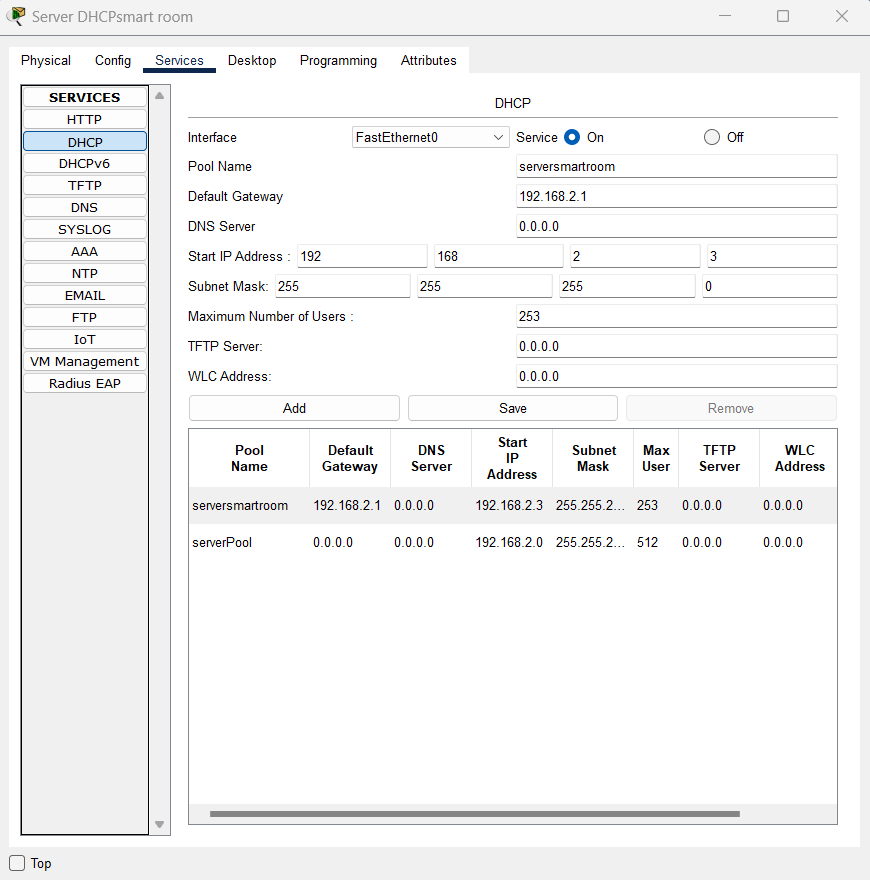 Server DHCPsmart room
Physical Config Services Desktop Programming Attributes
SERVICES
HTTP
DHCP
DHCPv6
TFTP
DNS
SYSLOG
AAA
NTP
EMAIL
FTP
IoT
VM Management
Radius EAP
DHCP
Interface FastEthernet0 Service On Off
Pool Name serversmartroom
Default Gateway 192.168.2.1
DNS Server 0.0.0.0
Start IP Address : 192 168 2 3
Subnet Mask: 255 255 255 0
Maximum Number of Users : 253
TFTP Server: 0.0.0.0
WLC Address: 0.0.0.0
Add Save Remove
Pool Name Default Gateway DNS Server Start IP Address Subnet Mask Max User TFTP Server WLC Address
serversmartroom 192.168.2.1 0.0.0.0 192.168.2.3 255.255.2... 253 0.0.0.0 0.0.0.0
serverPool 0.0.0.0 0.0.0.0 192.168.2.0 255.255.2... 512 0.0.0.0 0.0.0.0
Top